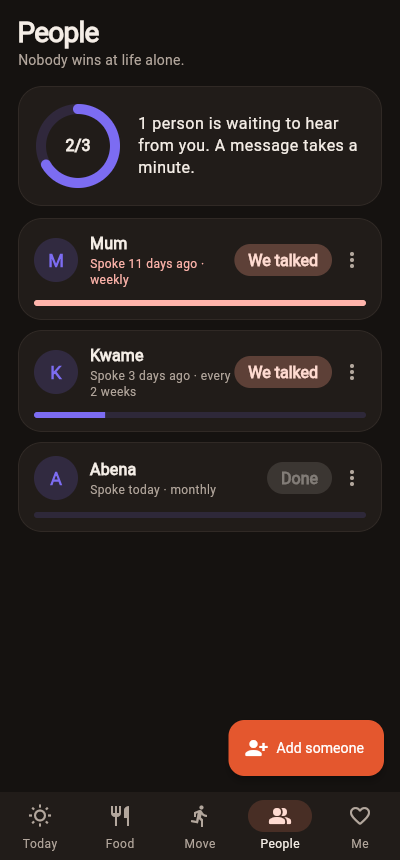 People
Nobody wins at life alone.
2/3
1 person is waiting to hear
from you. A message takes a
minute.
M
Mum
Spoke 11 days ago ·
weekly
We talked
K
Kwame
Spoke 3 days ago · every
2 weeks
We talked
A
Abena
Spoke today · monthly
Done
Add someone
Today
Food
Move
People
Me